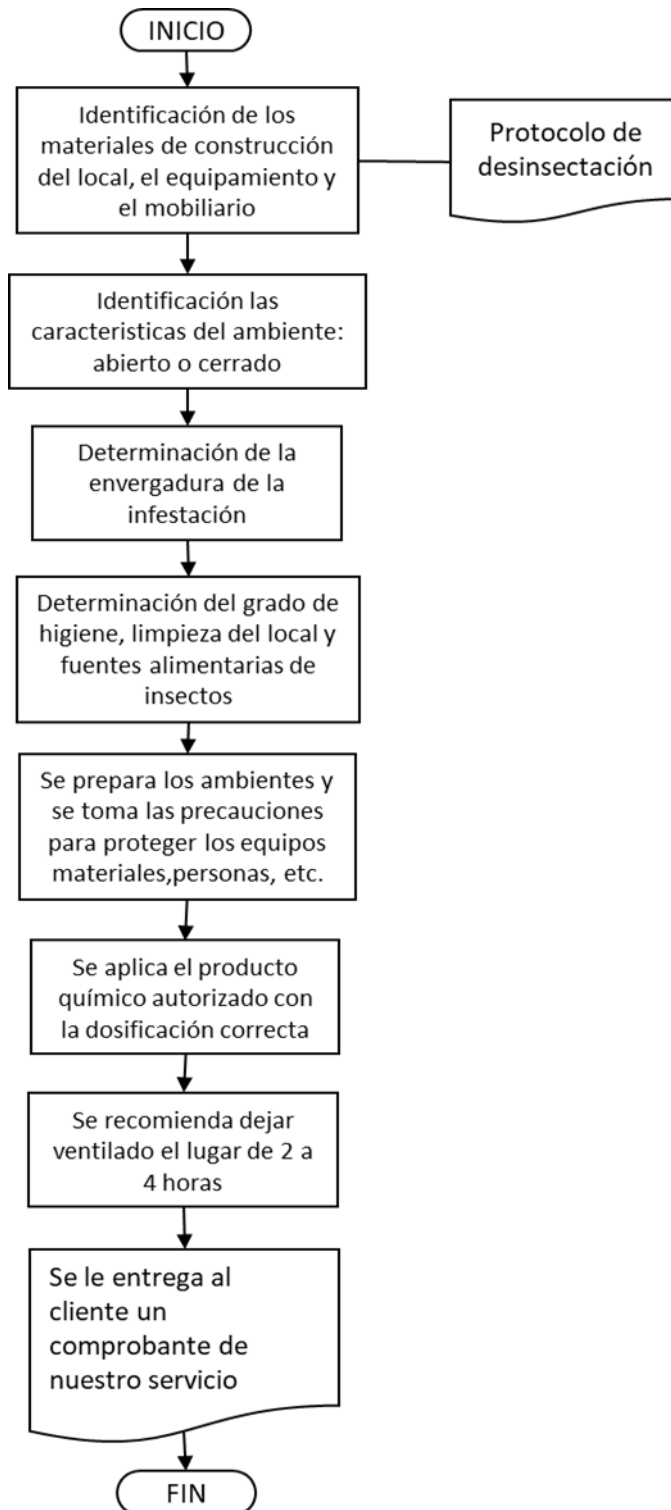 INICIO
Identificación de los
materiales de construcción
del local, el equipamiento y
el mobiliario
Protocolo de
desinsectación
Identificación las
caracteristicas del ambiente:
abierto o cerrado
Determinación de la
envergadura de la
infestación
Determinación del grado de
higiene, limpieza del local y
fuentes alimentarias de
insectos
Se prepara los ambientes y
se toma las precauciones
para proteger los equipos
materiales,personas, etc.
Se aplica el producto
químico autorizado con
la dosificación correcta
Se recomienda dejar
ventilado el lugar de 2 a
4 horas
Se le entrega al
cliente un
comprobante de
nuestro servicio
FIN